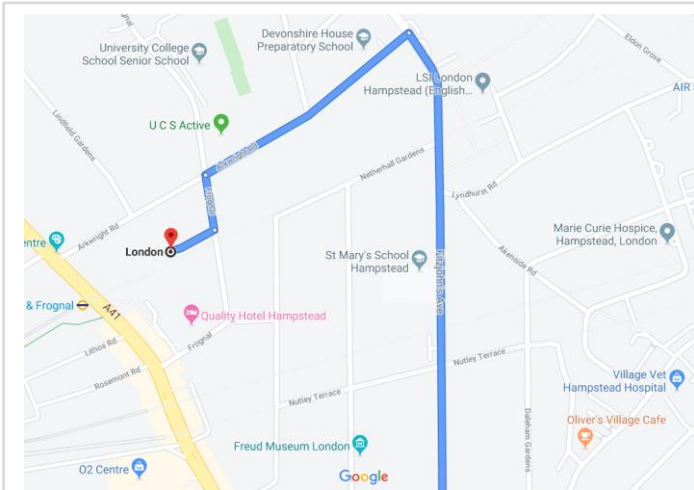 University College
School Senior School
Devonshire House
Preparatory School
Eldon Grove
LSI London
Hampstead (English...
AIR
U C S Active
Lindfield Gardens
Frognal
Netherhall Gardens
Lyndhurst Rd
Arkwright Rd
entre
London
St Mary's School
Hampstead
Fitzjohn's Ave
Akenside Rd
Marie Curie Hospice,
Hampstead, London
& Frognal
A41
Quality Hotel Hampstead
Lithos Rd
Frognal
Rosemont Rd
Nutley Terrace
Nutley Terrace
Village Vet
Hampstead Hospital
Daleham Gardens
Oliver's Village Cafe
Freud Museum London
O2 Centre
Google